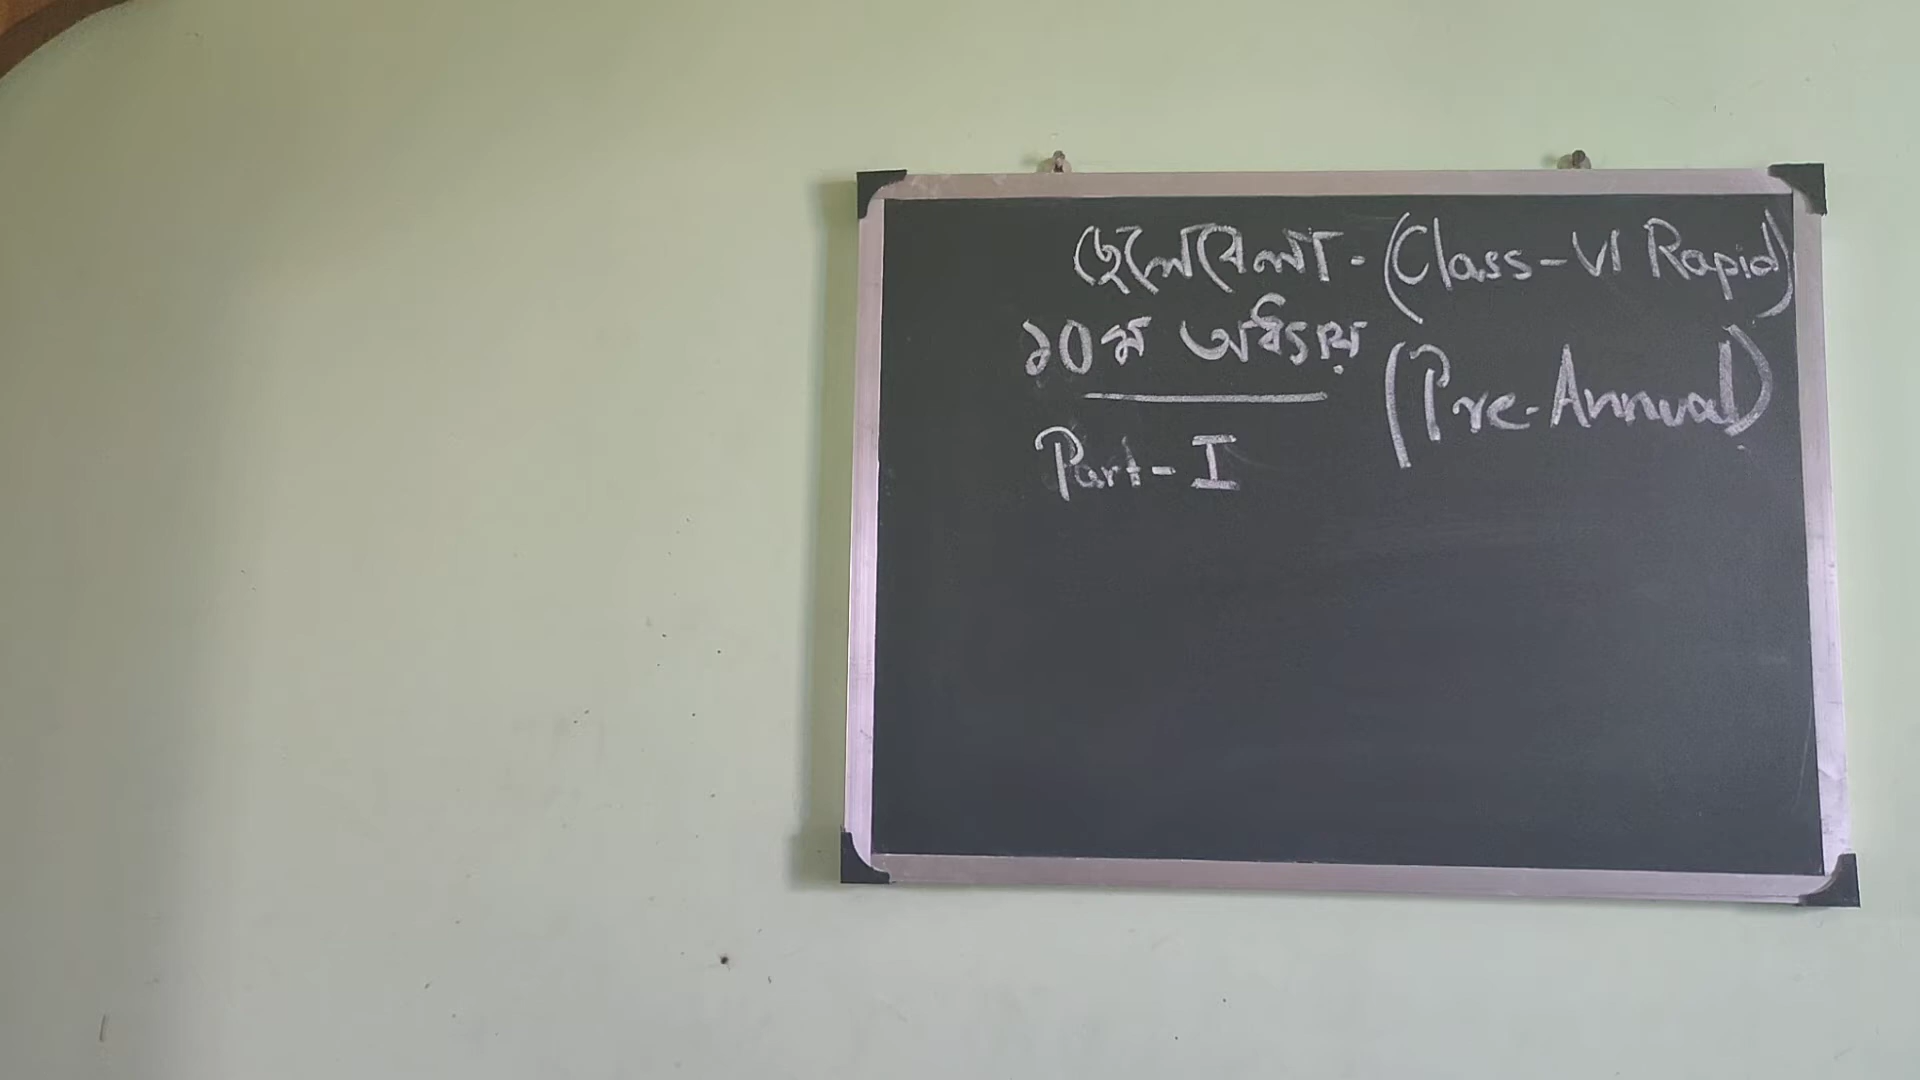 ছেলেবেলা - (Class-VI Rapid)
১০ম অধ্যায় (Pre-Annual)
Part-I